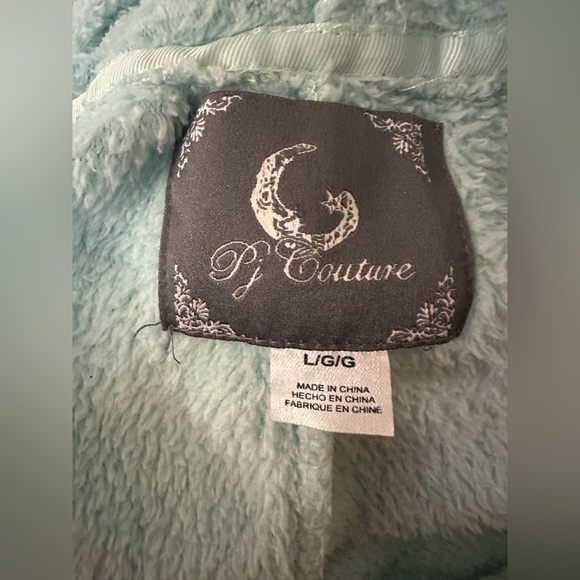 Pj Couture
L/G/G
MADE IN CHINA
HECHO EN CHINA
FABRIQUE EN CHINE